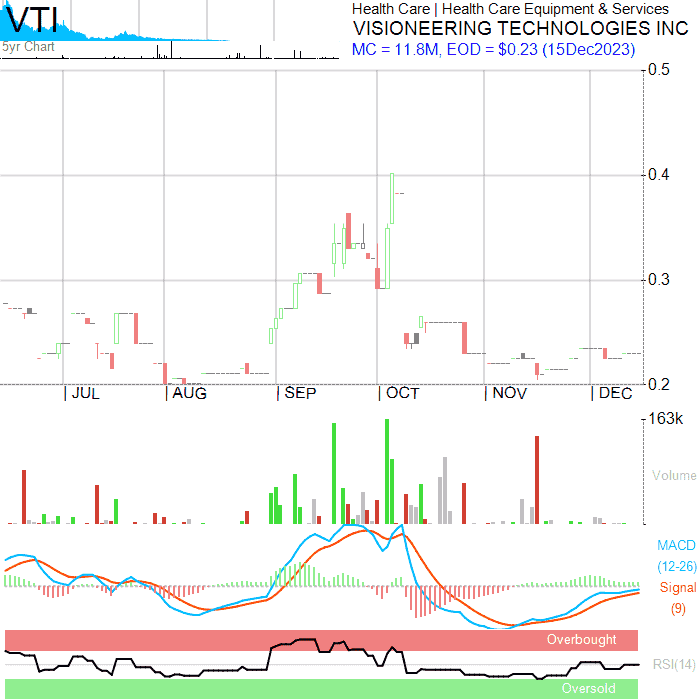 VTI
5yr Chart
Health Care | Health Care Equipment & Services
VISIONEERING TECHNOLOGIES INC
MC = 11.8M, EOD = $0.23 (15Dec2023)
0.5
0.4
0.3
0.2
| JUL | AUG | SEP | OCT | NOV | DEC
163k
Volume
MACD
(12-26)
Signal
(9)
Overbought
RSI(14)
Oversold